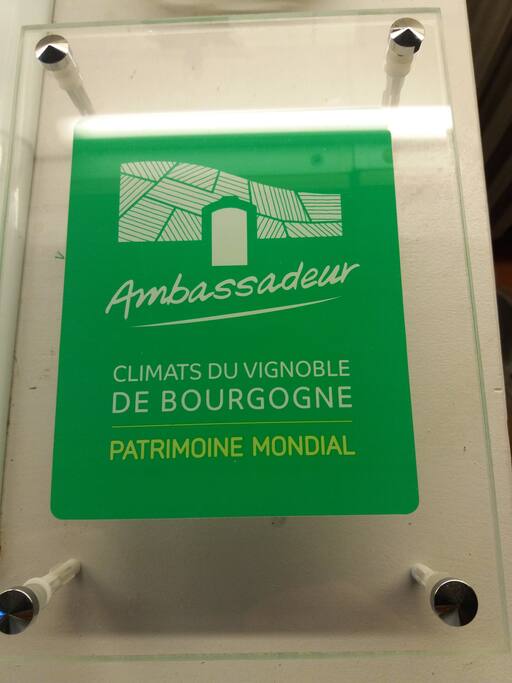 Ambassadeur
CLIMATS DU VIGNOBLE
DE BOURGOGNE
PATRIMOINE MONDIAL